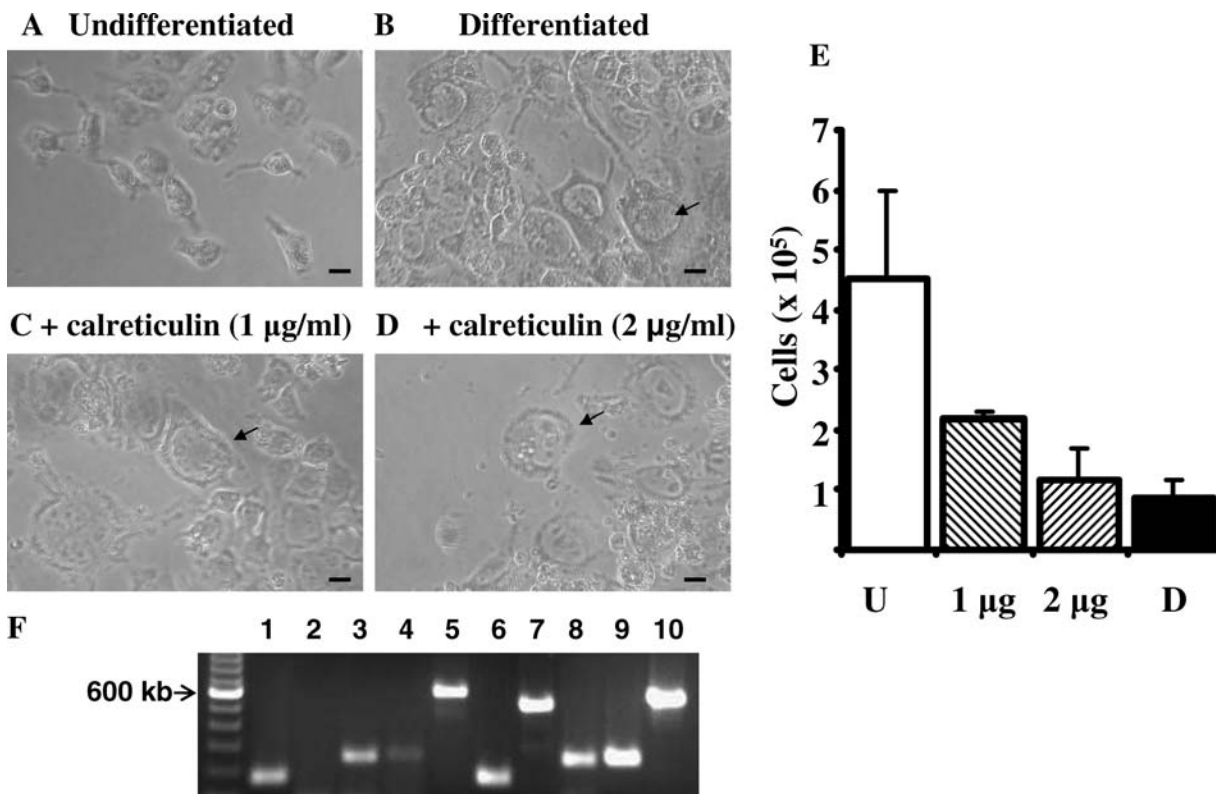 A Undifferentiated
B Differentiated
C + calreticulin (1 µg/ml)
D + calreticulin (2 µg/ml)
E
7
6
5
4
3
2
1
Cells (x 10⁵)
U 1 µg 2 µg D
F
1 2 3 4 5 6 7 8 9 10
600 kb→